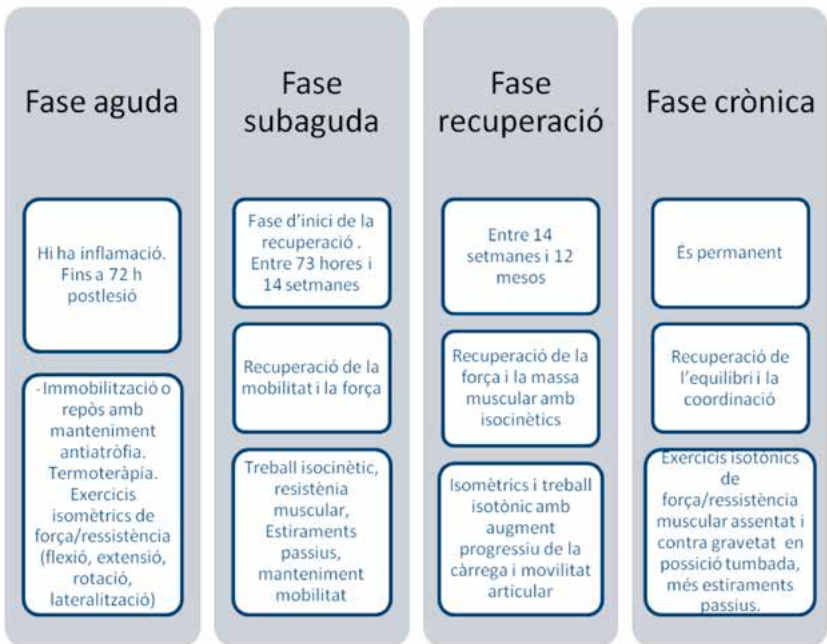 Fase aguda
Hi ha inflamació.
Fins a 72 h
postlesió
- Immobilització o
repòs amb
manteniment
antiatròfia.
Termoteràpia.
Exercicis
isomètrics de
força/ressistència
(flexió, extensió,
rotació,
lateralització)
Fase
subaguda
Fase d'inici de la
recuperació .
Entre 73 hores i
14 setmanes
Recuperació de la
mobilitat i la força
Treball isocinètic,
resistènia
muscular,
Estiraments
passius,
manteniment
mobilitat
Fase
recuperació
Entre 14
setmanes i 12
mesos
Recuperació de la
força i la massa
muscular amb
isocinètics
Isomètrics i treball
isotònic amb
augment
progressiu de la
càrrega i movilitat
articular
Fase crònica
És permanent
Recuperació de
l'equilibri i la
coordinació
Exercicis isotònics
de
força/ressistència
muscular assentat i
contra gravetat en
possició tumbada,
més estiraments
passius.